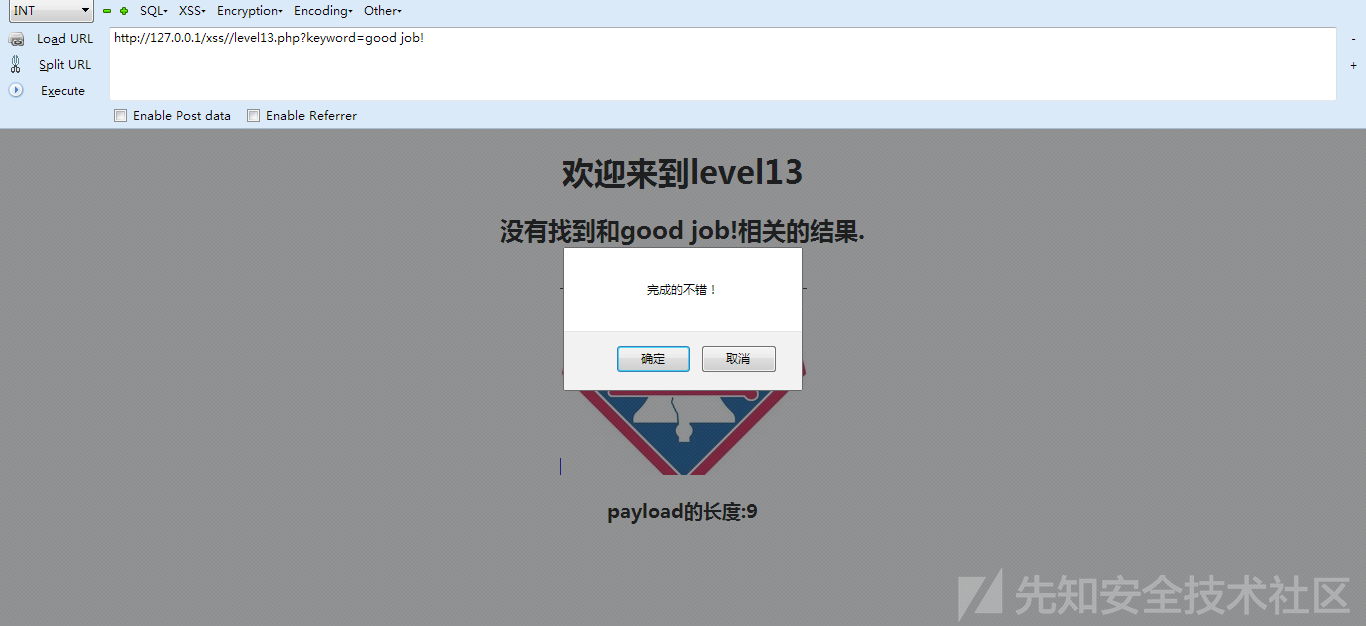 INT SQL▾ XSS▾ Encryption▾ Encoding▾ Other▾
Load URL http://127.0.0.1/xss//level13.php?keyword=good job!
Split URL
Execute
Enable Post data Enable Referrer
欢迎来到level13
没有找到和good job!相关的结果.
完成的不错！
确定 取消
payload的长度:9
先知安全技术社区